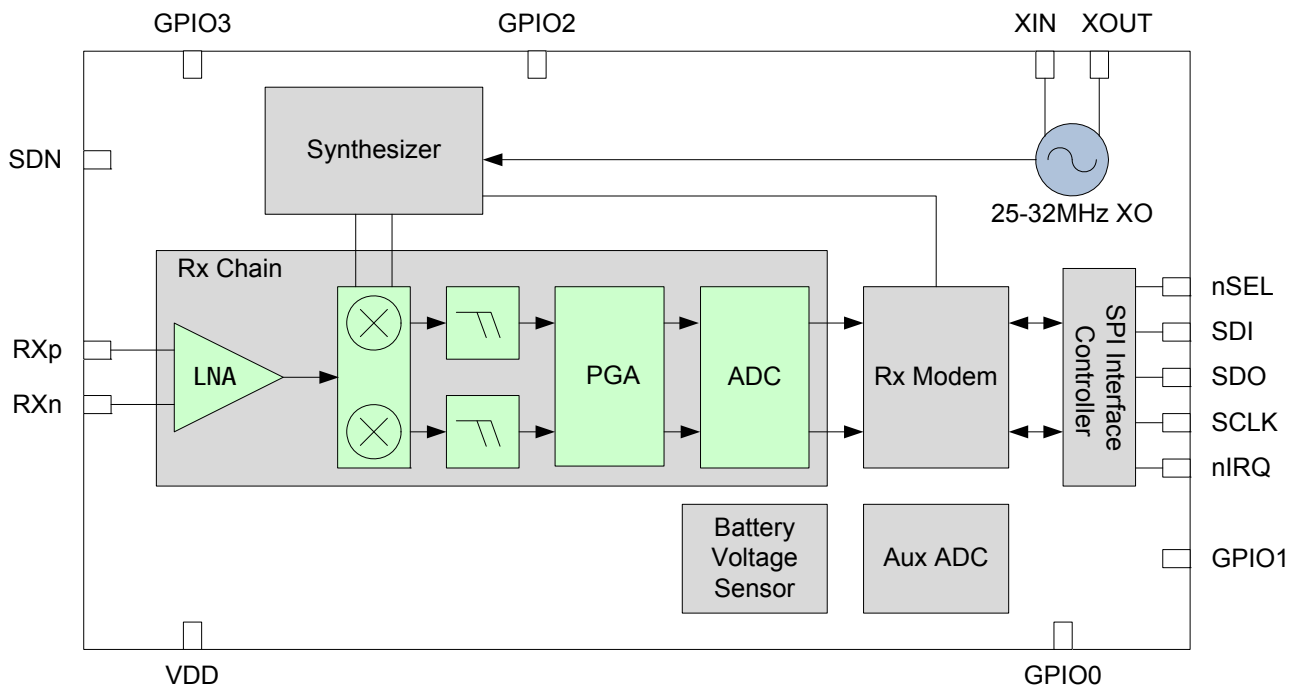 GPIO3
GPIO2
XIN
XOUT
Synthesizer
SDN
25-32MHz XO
Rx Chain
nSEL
SDI
SDO
SCLK
nIRQ
SPI Interface
Controller
RXp
RXn
LNA
PGA
ADC
Rx Modem
Battery
Voltage
Sensor
Aux ADC
GPIO1
VDD
GPIO0